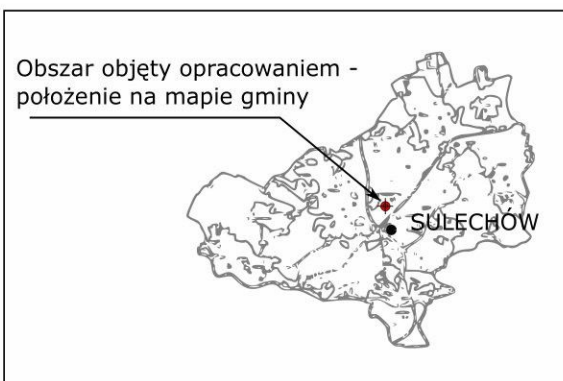 Obszar objęty opracowaniem -
położenie na mapie gminy
SULECHÓW